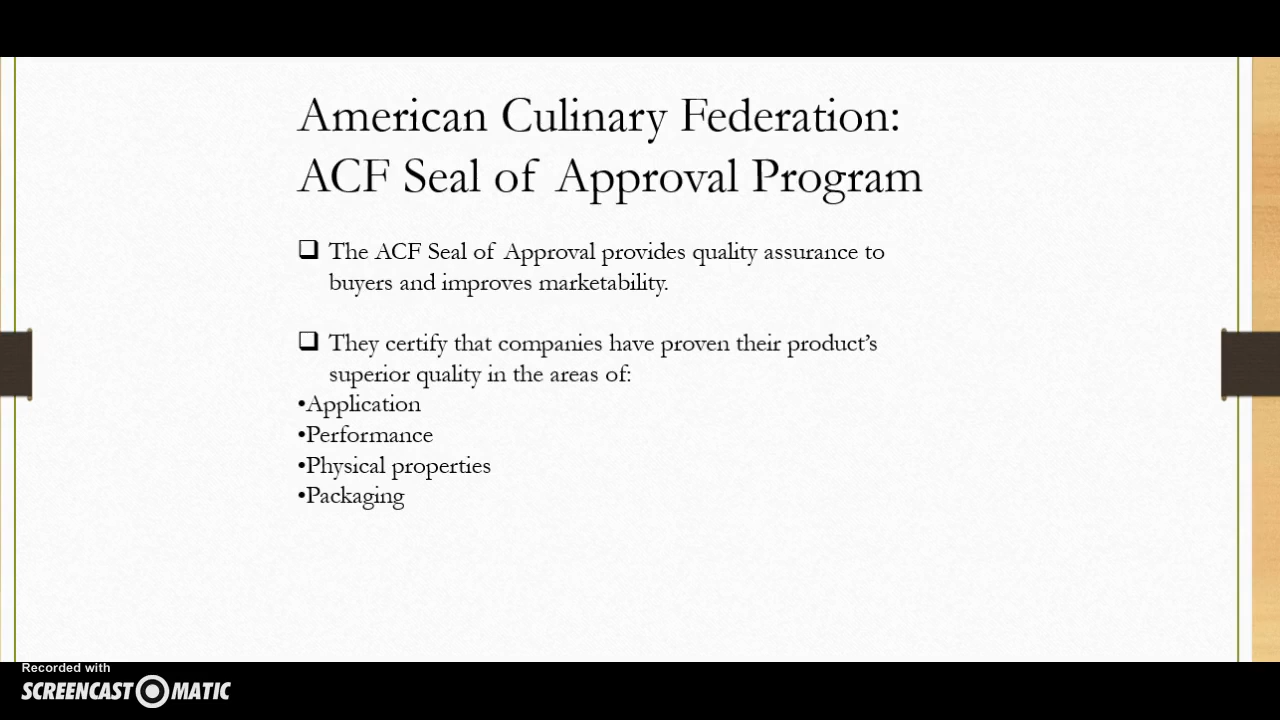 American Culinary Federation:
ACF Seal of Approval Program
❑ The ACF Seal of Approval provides quality assurance to
buyers and improves marketability.
❑ They certify that companies have proven their product’s
superior quality in the areas of:
•Application
•Performance
•Physical properties
•Packaging
Recorded with
SCREENCAST MATIC